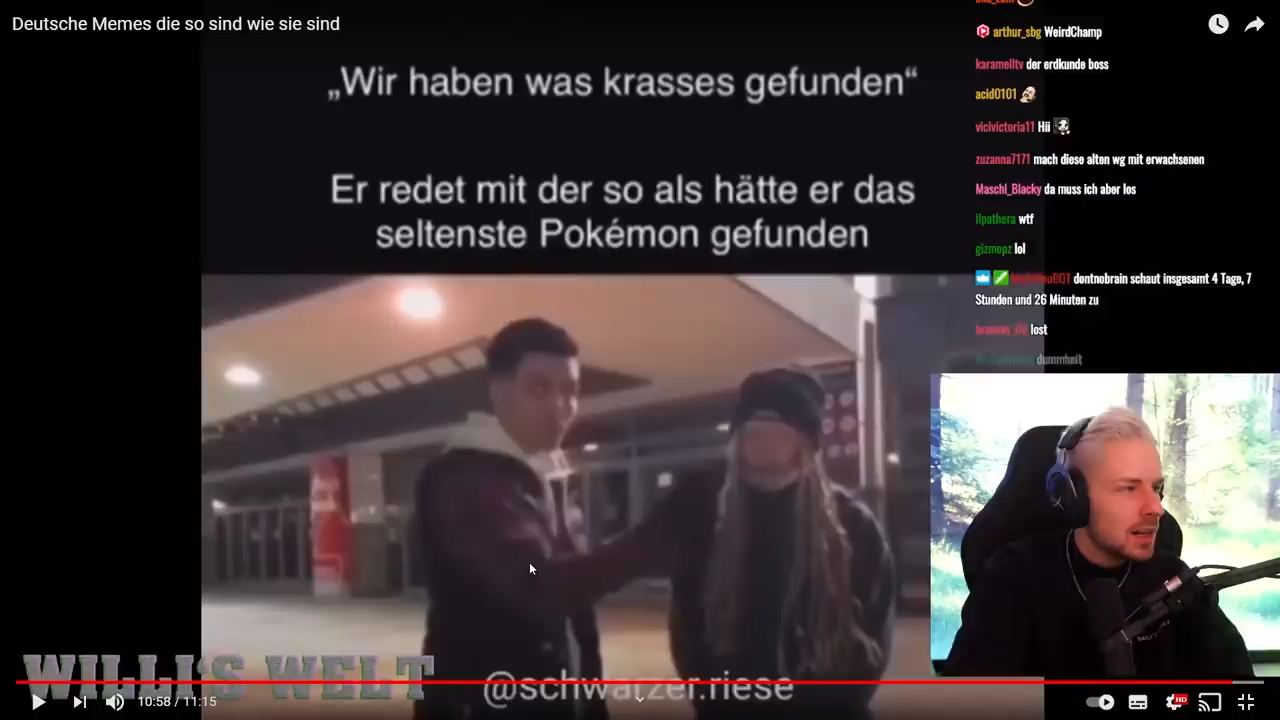 Deutsche Memes die so sind wie sie sind
„Wir haben was krasses gefunden“
Er redet mit der so als hätte er das
seltenste Pokémon gefunden
arthur_sbg WeirdChamp
karamelltv der erdkunde boss
acid0101
vicivictoria11 Hii
zuzanna7171 mach diese alten wg mit erwachsenen
Maschl_Blacky da muss ich aber los
ilpathera wtf
gizmopz lol
dontnobrain schaut insgesamt 4 Tage, 7
Stunden und 26 Minuten zu
lost
dummheit
WILLI'S WELT
@schwarzer.riese
10:58 / 11:15
HD